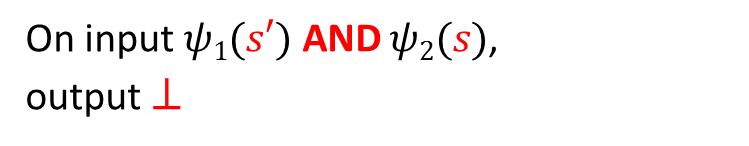 On input ψ₁(s′) AND ψ₂(s),
output ⊥